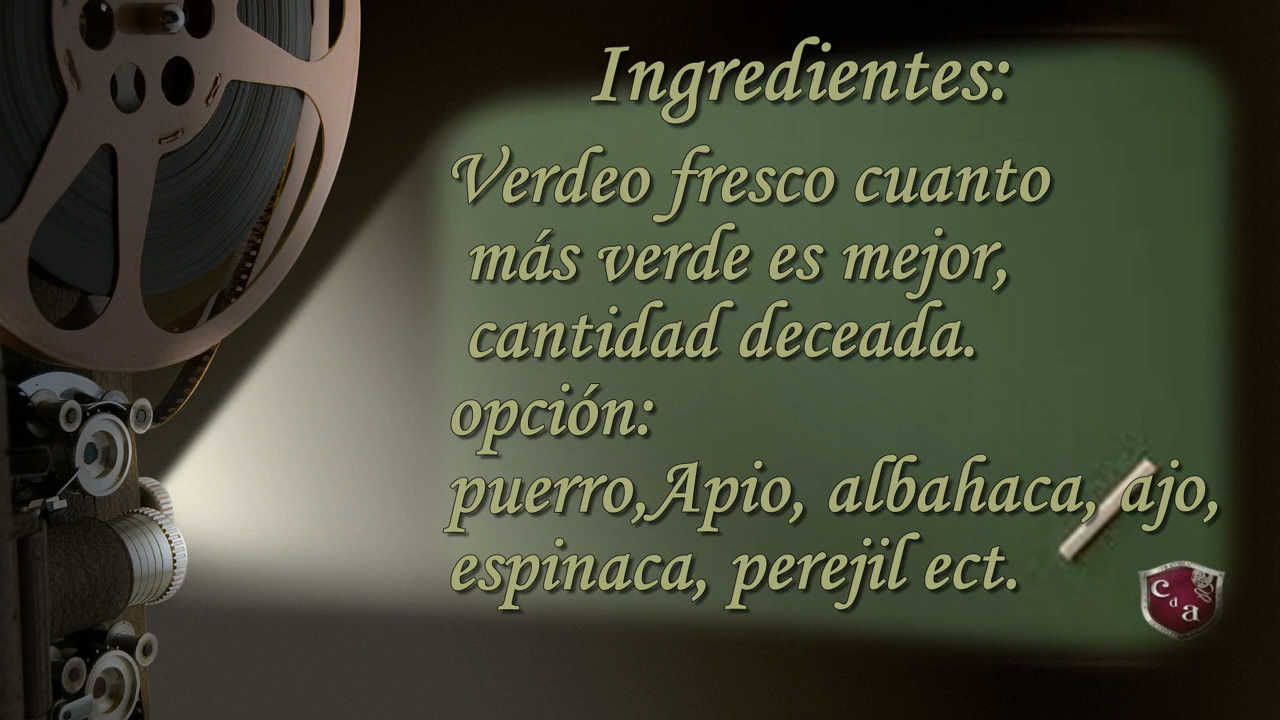 Ingredientes:
Verdeo fresco cuanto
más verde es mejor,
cantidad deceada.
opción:
puerro,Apio, albahaca, ajo,
espinaca, perejil ect.
c d a